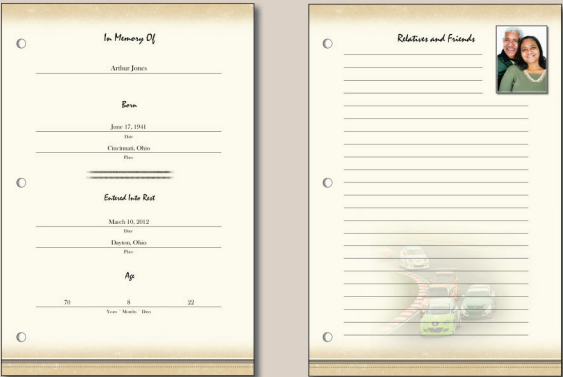 In Memory Of
Arthur Jones
Born
June 17, 1941
Date
Cincinnati, Ohio
Place
Entered Into Rest
March 10, 2012
Date
Dayton, Ohio
Place
Age
70 8 22
Years Months Days
Relatives and Friends